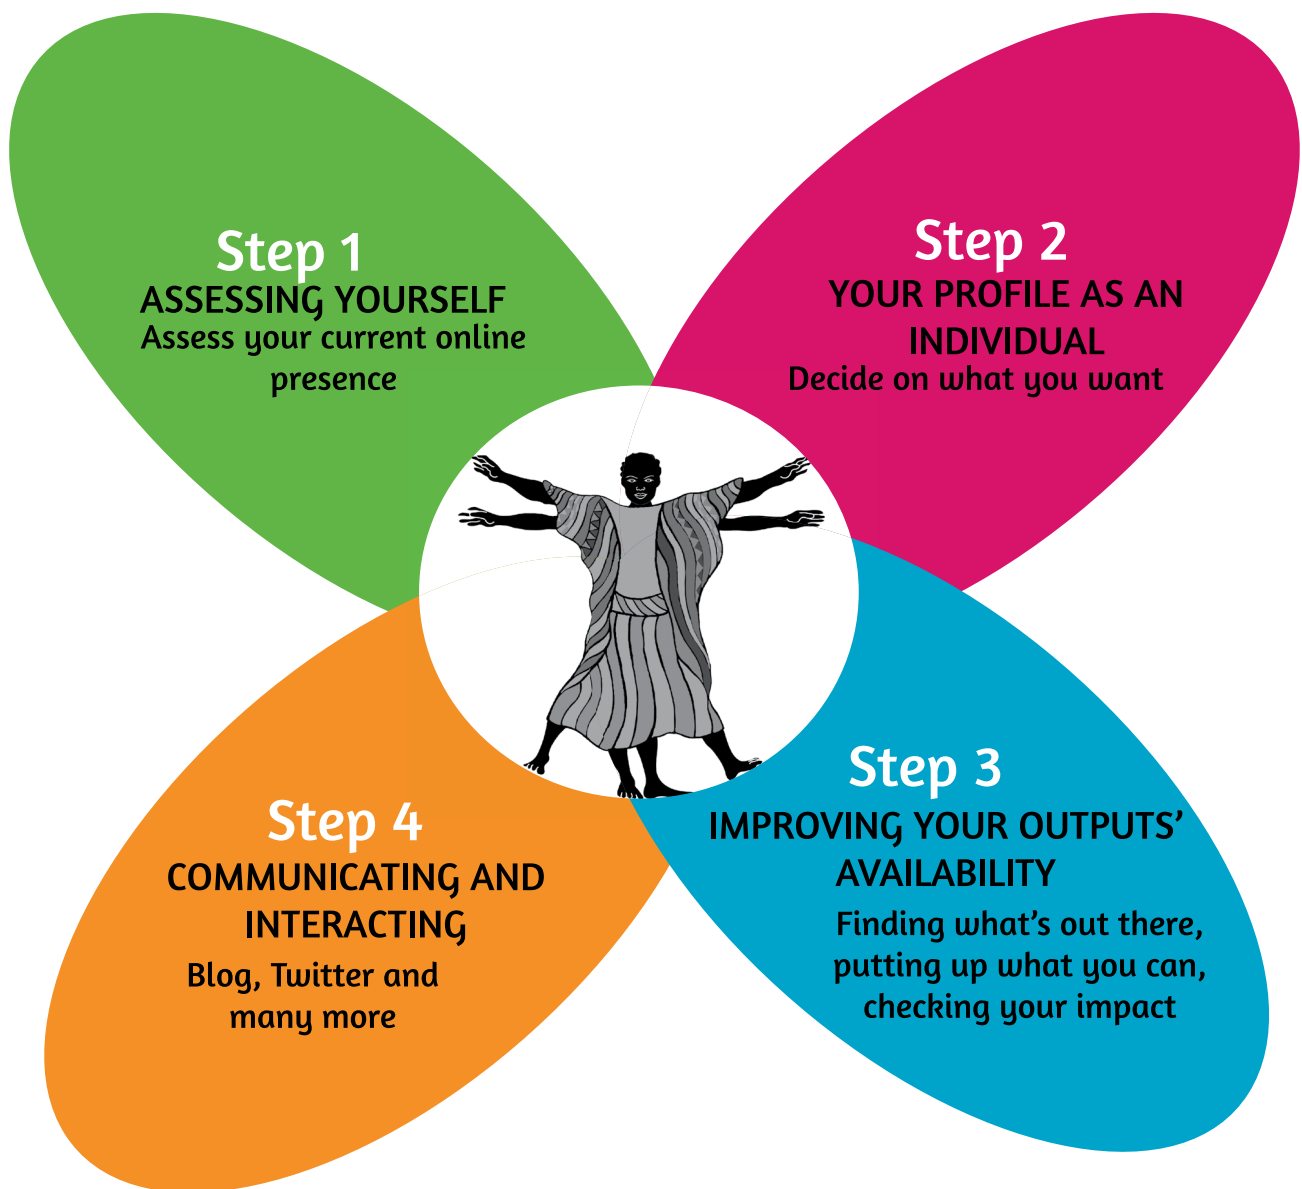 Step 1
ASSESSING YOURSELF
Assess your current online
presence
Step 2
YOUR PROFILE AS AN
INDIVIDUAL
Decide on what you want
Step 3
IMPROVING YOUR OUTPUTS’
AVAILABILITY
Finding what’s out there,
putting up what you can,
checking your impact
Step 4
COMMUNICATING AND
INTERACTING
Blog, Twitter and
many more